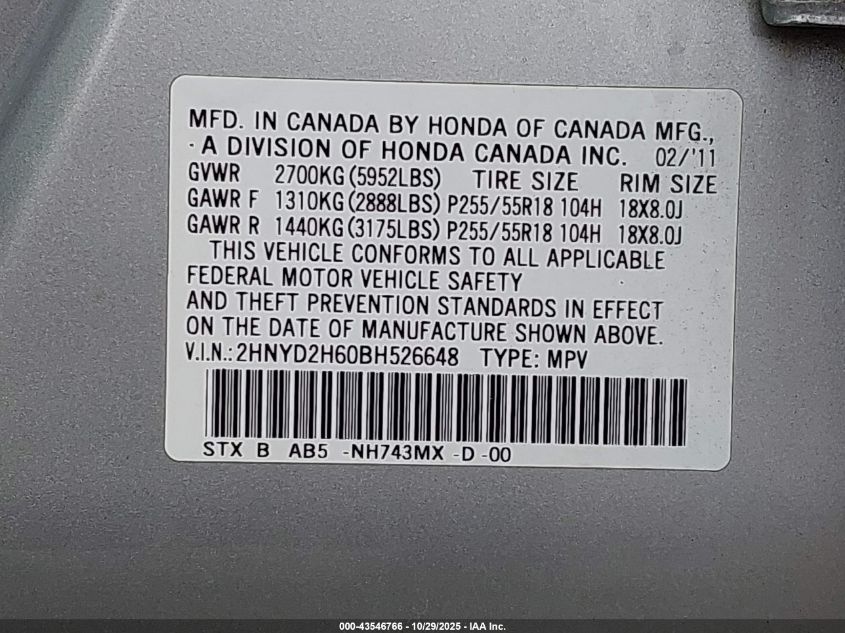 MFD. IN CANADA BY HONDA OF CANADA MFG.,
· A DIVISION OF HONDA CANADA INC. 02/'11
GVWR 2700KG (5952LBS) TIRE SIZE RIM SIZE
GAWR F 1310KG (2888LBS) P255/55R18 104H 18X8.0J
GAWR R 1440KG (3175LBS) P255/55R18 104H 18X8.0J
THIS VEHICLE CONFORMS TO ALL APPLICABLE
FEDERAL MOTOR VEHICLE SAFETY
AND THEFT PREVENTION STANDARDS IN EFFECT
ON THE DATE OF MANUFACTURE SHOWN ABOVE.
V.I.N.: 2HNYD2H60BH526648 TYPE: MPV
STX B AB5 -NH743MX -D -00
000-43546766 - 10/29/2025 - IAA Inc.